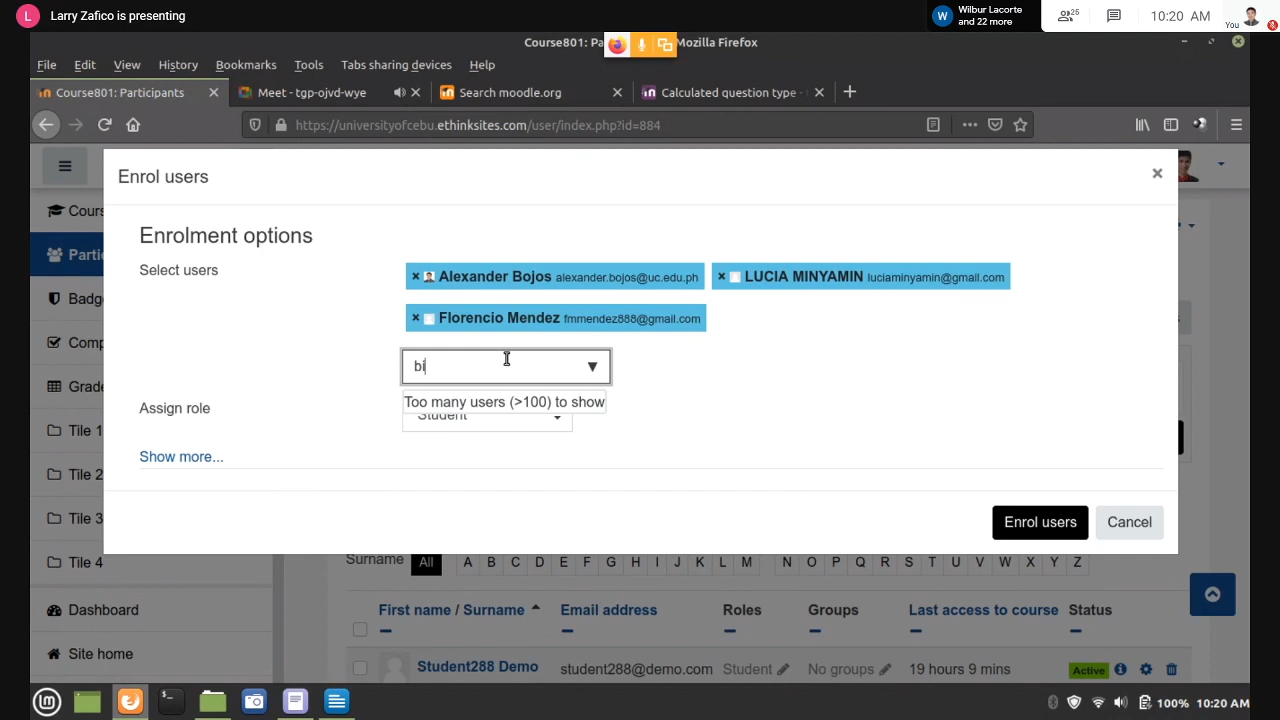 L Larry Zafico is presenting
W Wilbur Lacorte and 22 more
25
10:20 AM
You
Course801: Pa Mozilla Firefox
File Edit View History Bookmarks Tools Tabs sharing devices Help
Course801: Participants
Meet - tgp-ojvd-wye
Search moodle.org
Calculated question type -
https://universityofcebu.ethinksites.com/user/index.php?id=884
Enrol users
Enrolment options
Select users
Alexander Bojos alexander.bojos@uc.edu.ph
LUCIA MINYAMIN luciaminyamin@gmail.com
Florencio Mendez fmmendez888@gmail.com
bi
Too many users (>100) to show
Assign role
Student
Show more...
Enrol users Cancel
Cours
Parti
Badg
Comp
Grade
Tile 1
Tile 2
Tile 3
Tile 4
Dashboard
Site home
Surname All A B C D E F G H I J K L M N O P Q R S T U V W X Y Z
First name / Surname Email address Roles Groups Last access to course Status
Student288 Demo student288@demo.com Student No groups 19 hours 9 mins Active
100% 10:20 AM